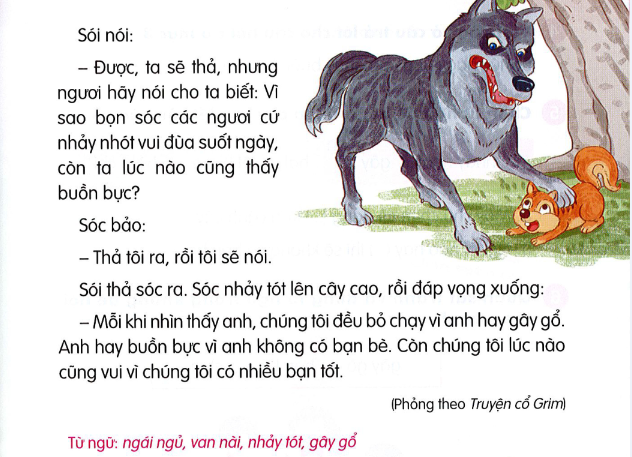 Sói nói:
– Được, ta sẽ thả, nhưng
ngươi hãy nói cho ta biết: Vì
sao bọn sóc các ngươi cứ
nhảy nhót vui đùa suốt ngày,
còn ta lúc nào cũng thấy
buồn bực?
Sóc bảo:
– Thả tôi ra, rồi tôi sẽ nói.
Sói thả sóc ra. Sóc nhảy tót lên cây cao, rồi đáp vọng xuống:
– Mỗi khi nhìn thấy anh, chúng tôi đều bỏ chạy vì anh hay gây gổ.
Anh hay buồn bực vì anh không có bạn bè. Còn chúng tôi lúc nào
cũng vui vì chúng tôi có nhiều bạn tốt.
(Phỏng theo Truyện cổ Grim)
Từ ngữ: ngái ngủ, van nài, nhảy tót, gây gổ